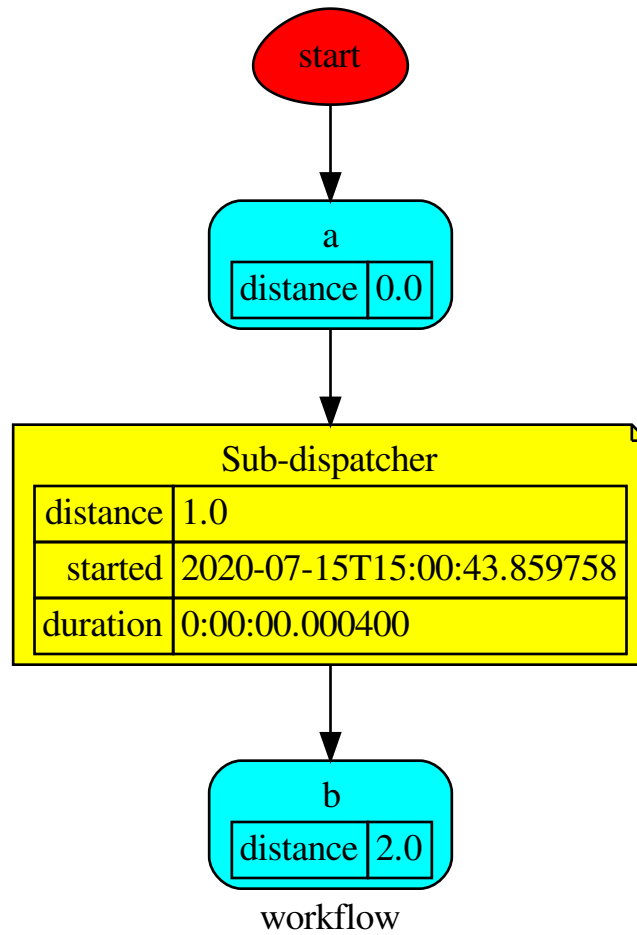 start
a
distance 0.0
Sub-dispatcher
distance 1.0
started 2020-07-15T15:00:43.859758
duration 0:00:00.000400
b
distance 2.0
workflow